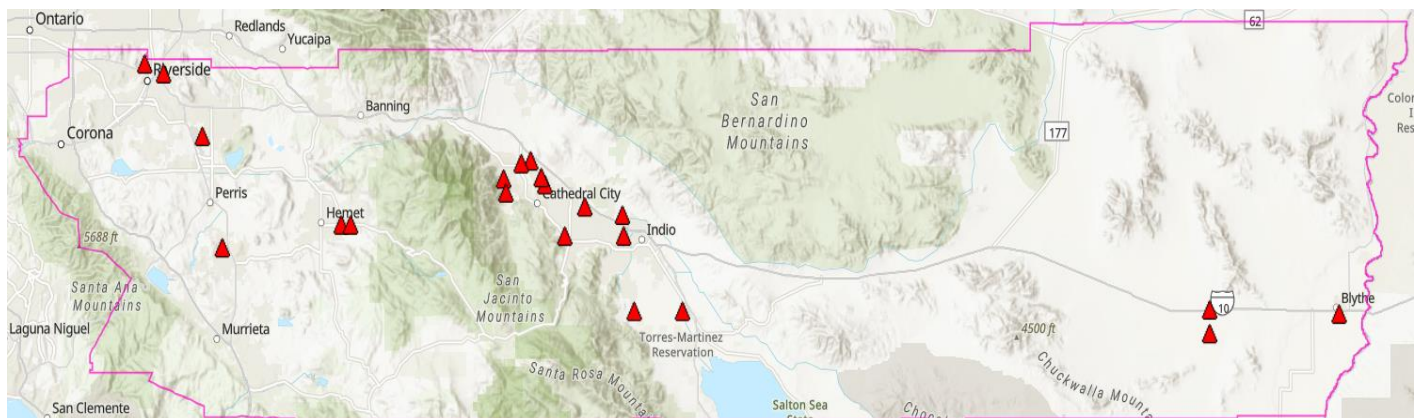 Ontario
Redlands
Yucaipa
62
Riverside
Banning
San
Bernardino
Mountains
177
Corona
Perris
Cathedral City
Hemet
Indio
5688 ft
Santa Ana
Mountains
San
Jacinto
Mountains
Blythe
10
Laguna Niguel
Murrieta
Torres-Martinez
Reservation
4500 ft
Santa Rosa
Chuckwalla
San Clemente
Salton Sea